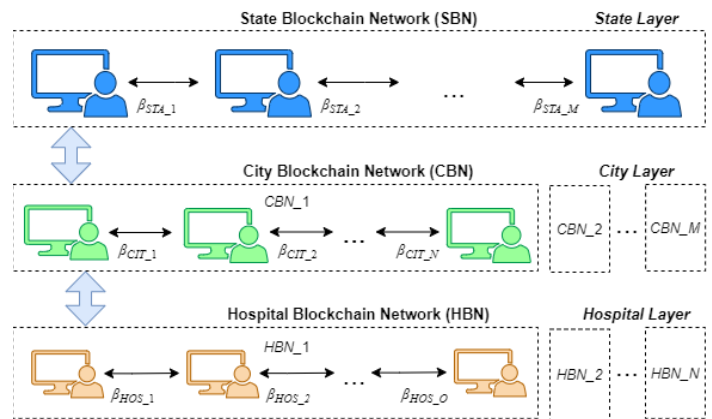 State Blockchain Network (SBN) State Layer
β_STA_1 β_STA_2 ... β_STA_M
City Blockchain Network (CBN) City Layer
CBN_1
CBN_2 ... CBN_M
β_CIT_1 β_CIT_2 ... β_CIT_N
Hospital Blockchain Network (HBN) Hospital Layer
HBN_1
HBN_2 ... HBN_N
β_HOS_1 β_HOS_2 ... β_HOS_O